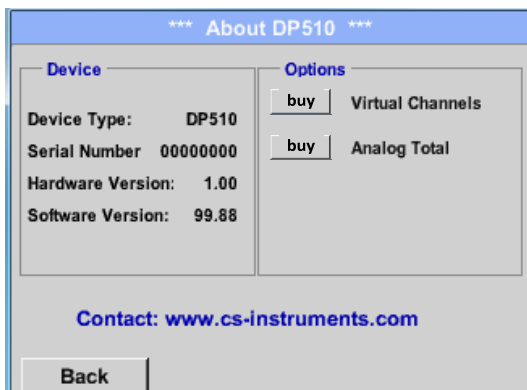 *** About DP510 ***
Device
Device Type: DP510
Serial Number 00000000
Hardware Version: 1.00
Software Version: 99.88
Options
buy Virtual Channels
buy Analog Total
Contact: www.cs-instruments.com
Back